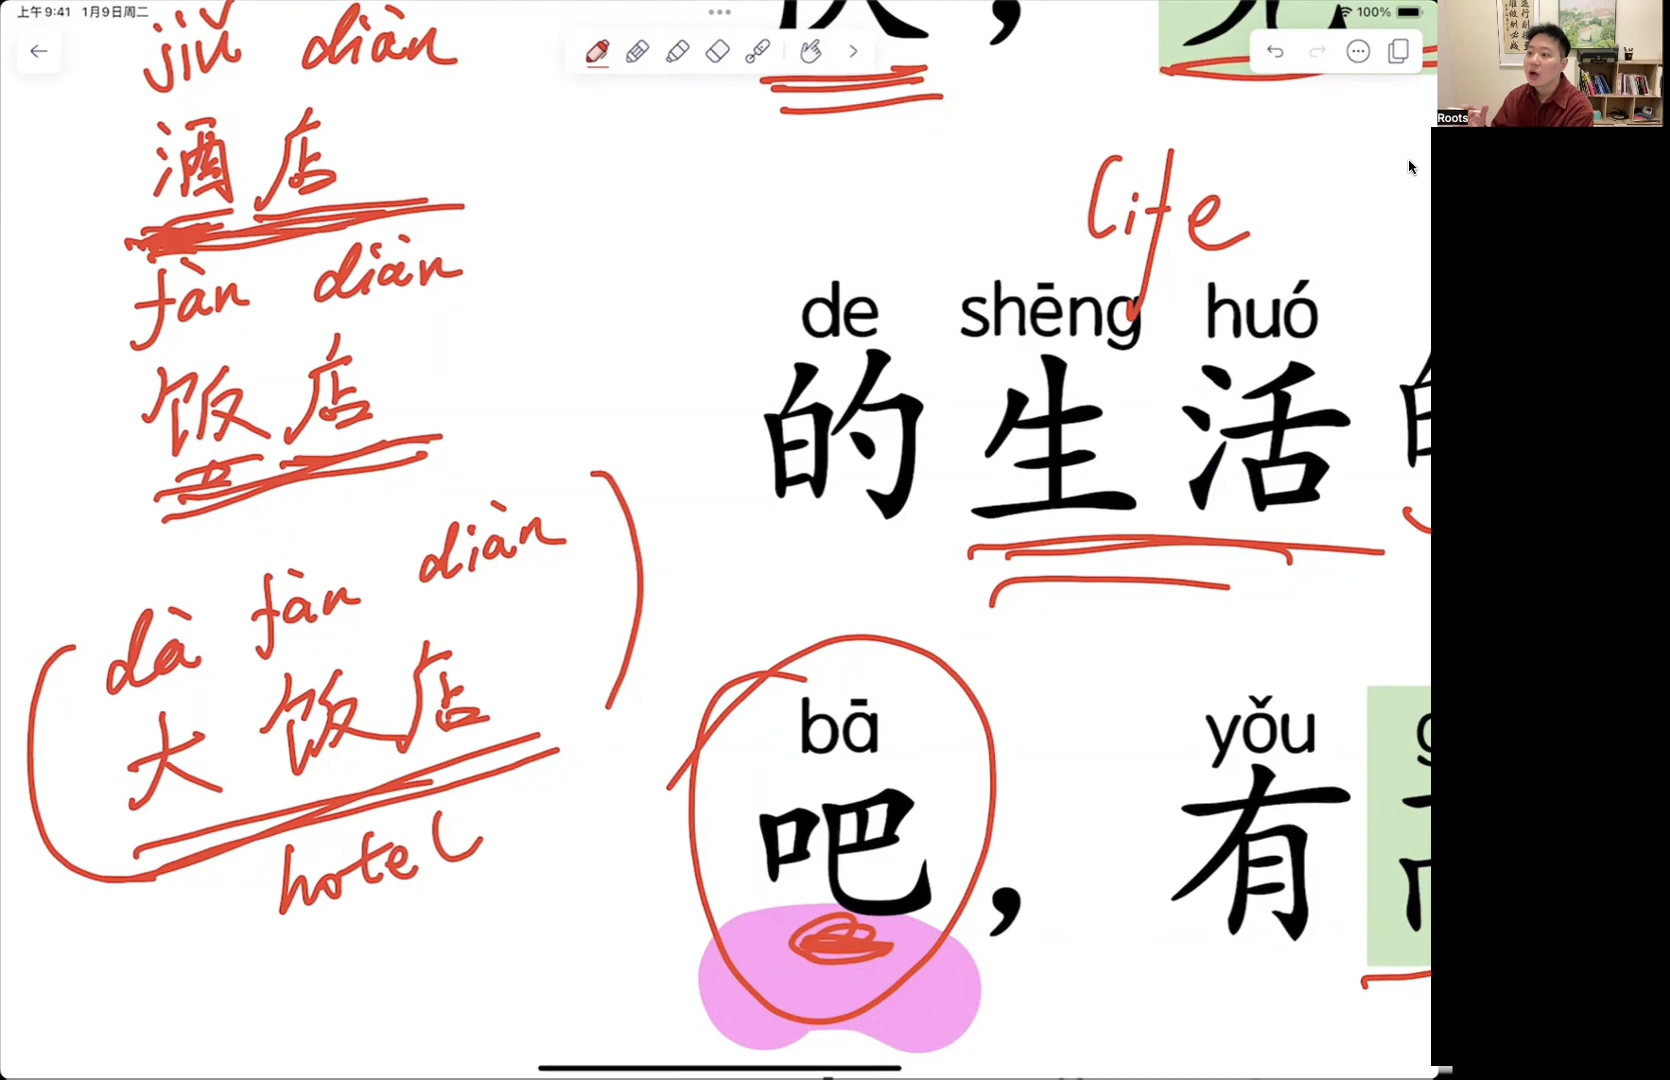 上午9:41 1月9日周二
100%
jiǔ diàn
酒店
fàn diàn
饭店
dà fàn diàn
大饭店
hotel
，
life
de shēng huó
的生活
bā yǒu
吧，有
Roots